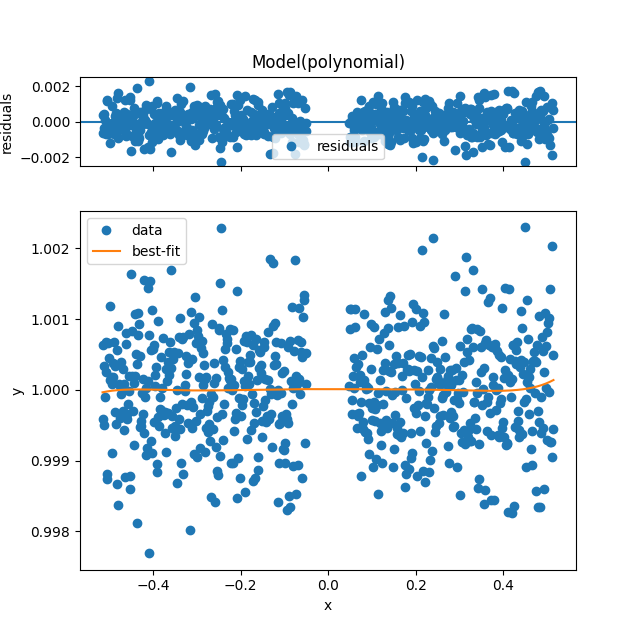 Model(polynomial)
0.002
0.000
−0.002
residuals
residuals
data
best-fit
1.002
1.001
1.000
0.999
0.998
y
−0.4
−0.2
0.0
0.2
0.4
x